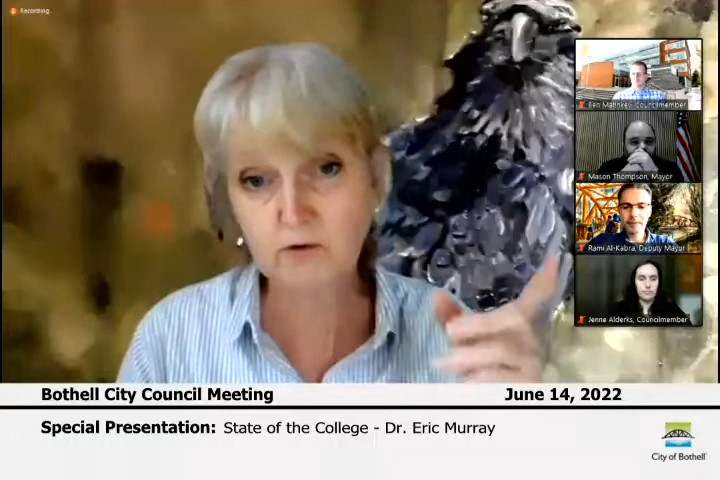 Recording
Ben Mahnkey, Councilmember
Mason Thompson, Mayor
Rami Al-Kabra, Deputy Mayor
Jenne Alderks, Councilmember
Bothell City Council Meeting June 14, 2022
Special Presentation: State of the College - Dr. Eric Murray
City of Bothell